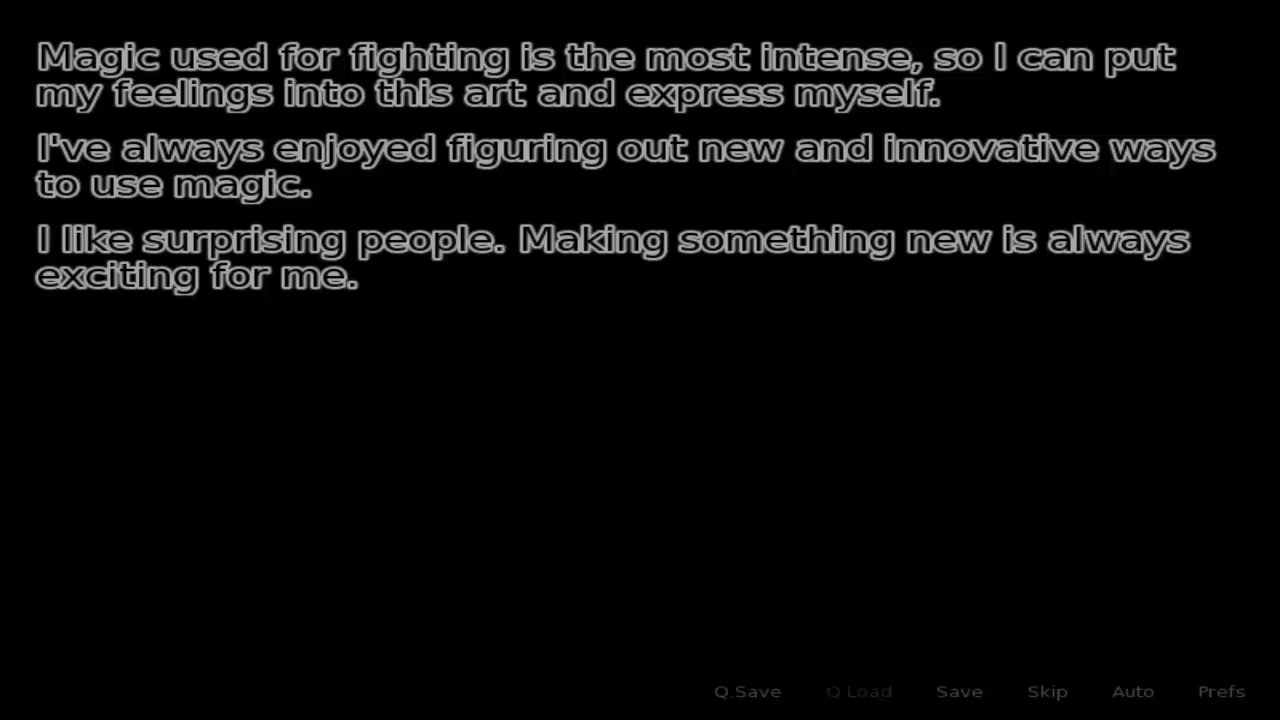 Magic used for fighting is the most intense, so I can put
my feelings into this art and express myself.
I've always enjoyed figuring out new and innovative ways
to use magic.
I like surprising people. Making something new is always
exciting for me.
Q.Save Q.Load Save Skip Auto Prefs